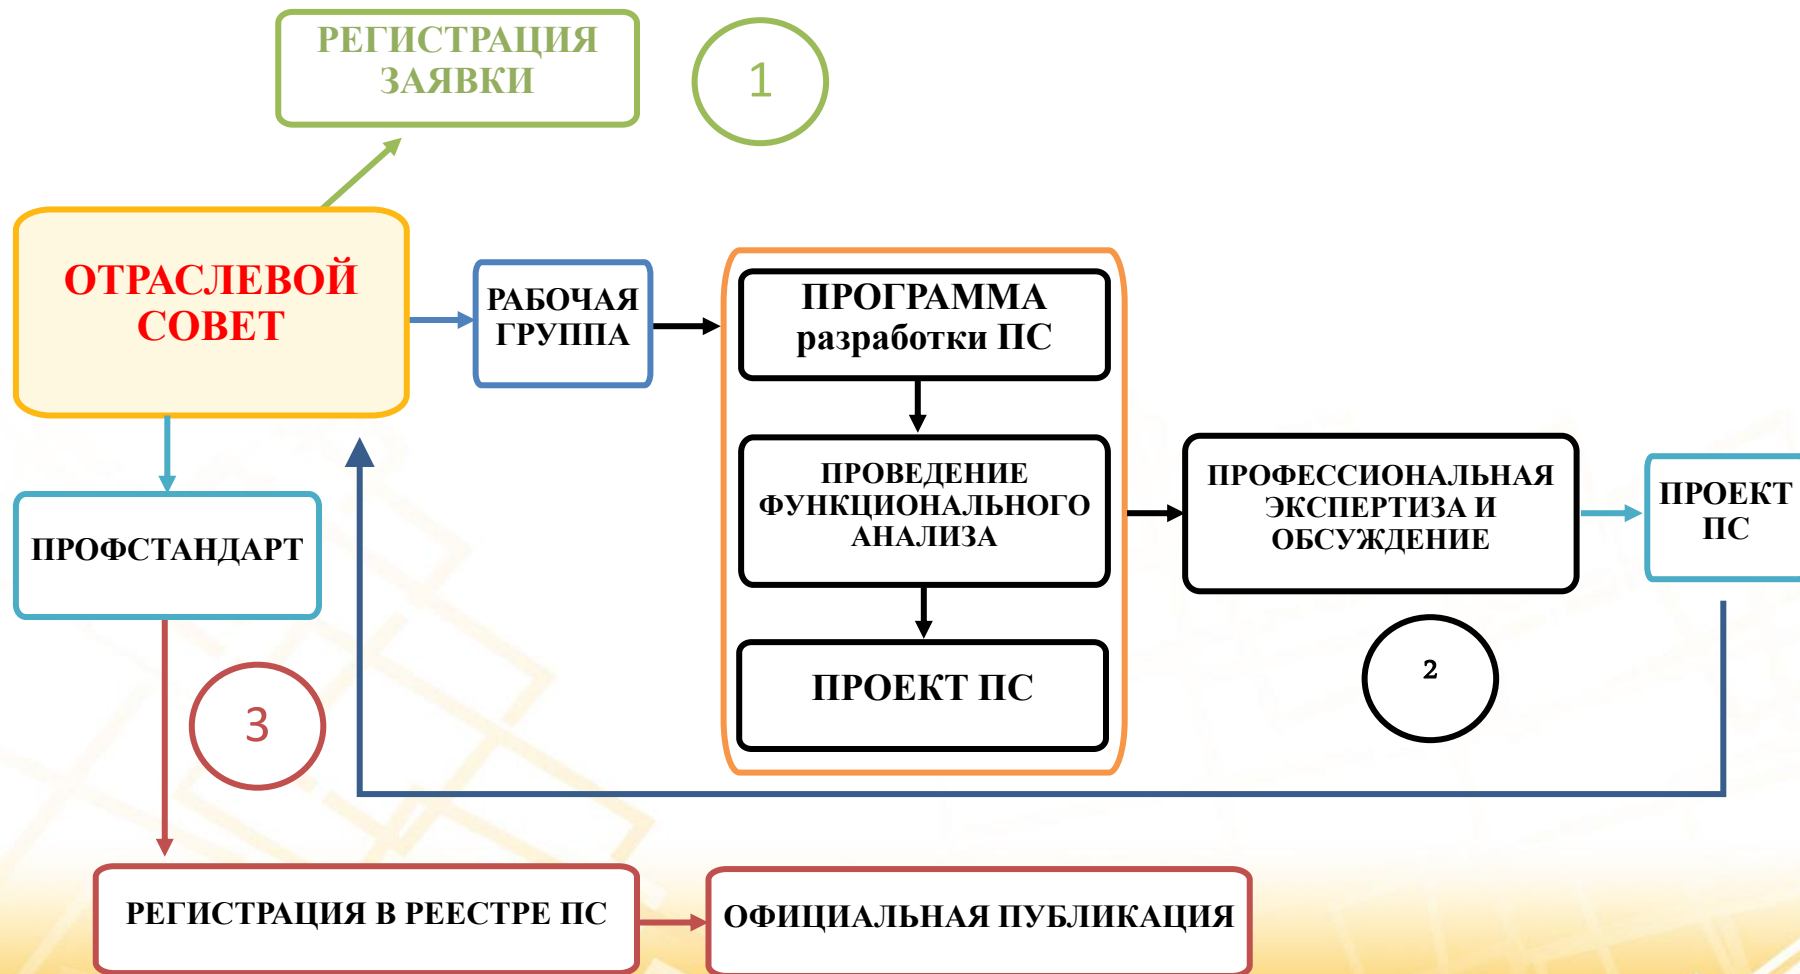 РЕГИСТРАЦИЯ
ЗАЯВКИ
1
ОТРАСЛЕВОЙ
СОВЕТ
РАБОЧАЯ
ГРУППА
ПРОГРАММА
разработки ПС
ПРОВЕДЕНИЕ
ФУНКЦИОНАЛЬНОГО
АНАЛИЗА
ПРОЕКТ ПС
ПРОФЕССИОНАЛЬНАЯ
ЭКСПЕРТИЗА И
ОБСУЖДЕНИЕ
ПРОЕКТ
ПС
2
ПРОФСТАНДАРТ
3
РЕГИСТРАЦИЯ В РЕЕСТРЕ ПС
ОФИЦИАЛЬНАЯ ПУБЛИКАЦИЯ